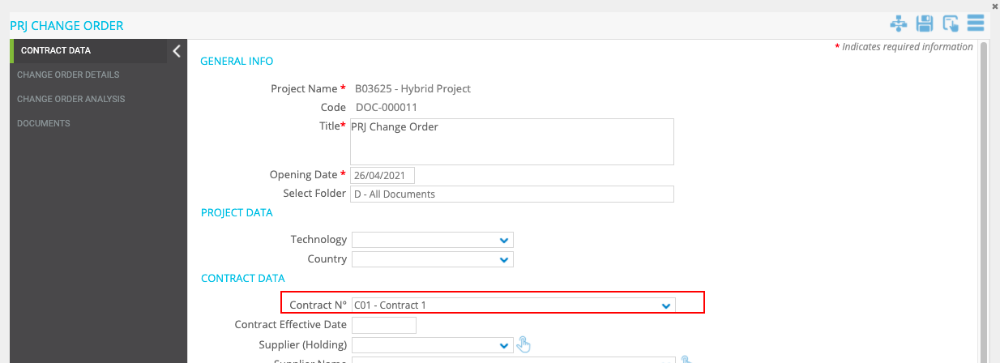 PRJ CHANGE ORDER
CONTRACT DATA
CHANGE ORDER DETAILS
CHANGE ORDER ANALYSIS
DOCUMENTS
* Indicates required information
GENERAL INFO
Project Name * B03625 - Hybrid Project
Code DOC-000011
Title* PRJ Change Order
Opening Date * 26/04/2021
Select Folder D - All Documents
PROJECT DATA
Technology
Country
CONTRACT DATA
Contract N° C01 - Contract 1
Contract Effective Date
Supplier (Holding)
Supplier Name